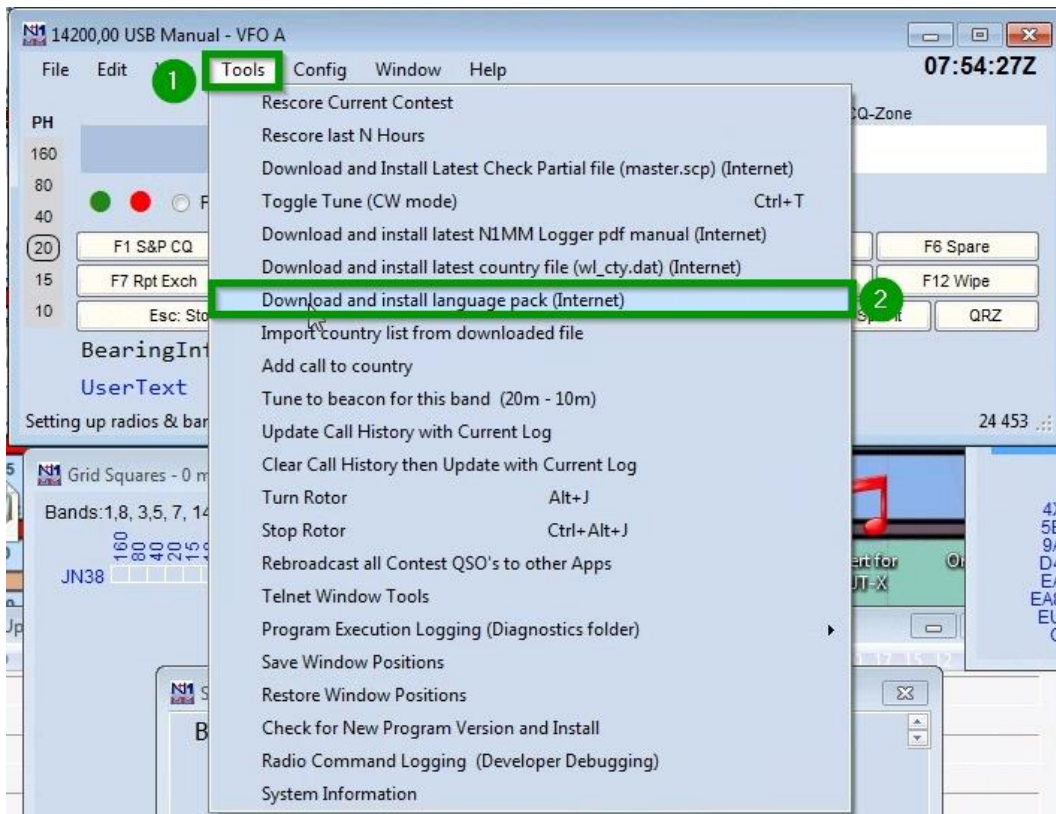 14200,00 USB Manual - VFO A
File Edit Tools Config Window Help 07:54:27Z
1
PH
160
80
40
20
15
10
CQ-Zone
F1 S&P CQ
F6 Spare
F7 Rpt Exch
F12 Wipe
Esc: Sto
QRZ
BearingInf
UserText
Setting up radios & bar
24 453
Rescore Current Contest
Rescore last N Hours
Download and Install Latest Check Partial file (master.scp) (Internet)
Toggle Tune (CW mode) Ctrl+T
Download and install latest N1MM Logger pdf manual (Internet)
Download and install latest country file (wl_cty.dat) (Internet)
Download and install language pack (Internet)
2
Import country list from downloaded file
Add call to country
Tune to beacon for this band (20m - 10m)
Update Call History with Current Log
Clear Call History then Update with Current Log
Turn Rotor Alt+J
Stop Rotor Ctrl+Alt+J
Rebroadcast all Contest QSO's to other Apps
Telnet Window Tools
Program Execution Logging (Diagnostics folder)
Save Window Positions
Restore Window Positions
Check for New Program Version and Install
Radio Command Logging (Developer Debugging)
System Information
Grid Squares - 0 m
Bands:1,8, 3,5, 7, 14
160
80
40
20
15
JN38